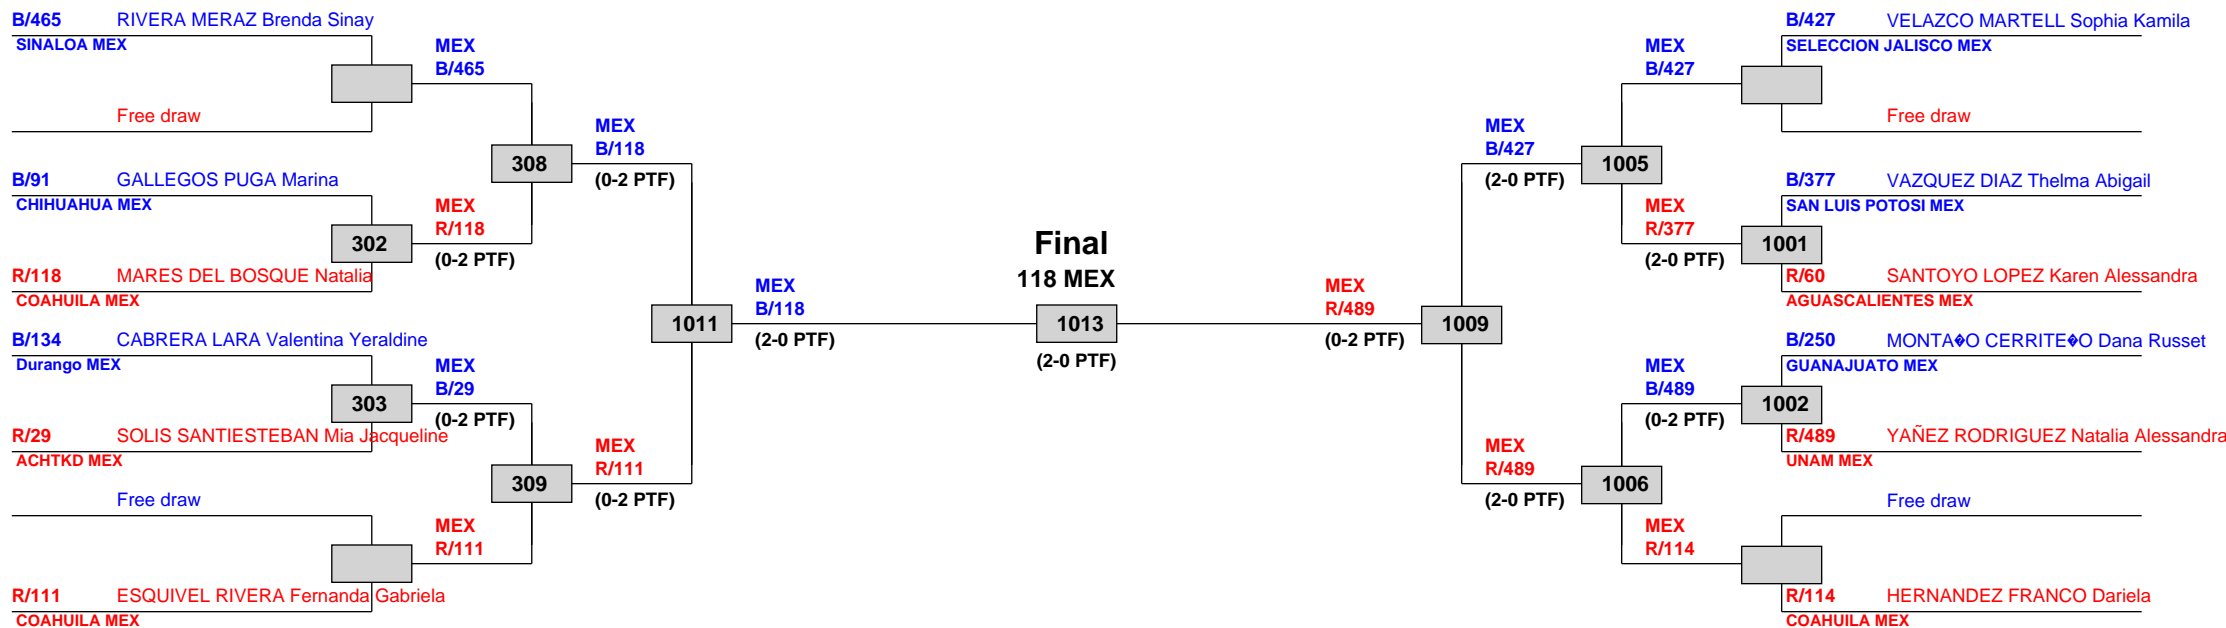 B/465 RIVERA MERAZ Brenda Sinay
SINALOA MEX
Free draw
B/91 GALLEGOS PUGA Marina
CHIHUAHUA MEX
R/118 MARES DEL BOSQUE Natalia
COAHUILA MEX
B/134 CABRERA LARA Valentina Yeraldine
Durango MEX
R/29 SOLIS SANTIESTEBAN Mia Jacqueline
ACHTKD MEX
Free draw
R/111 ESQUIVEL RIVERA Fernanda Gabriela
COAHUILA MEX
302
303
MEX
B/465
MEX
R/118
(0-2 PTF)
MEX
B/29
(0-2 PTF)
MEX
R/111
308
309
MEX
B/118
(0-2 PTF)
MEX
R/111
(0-2 PTF)
1011
MEX
B/118
(2-0 PTF)
Final
118 MEX
1013
(2-0 PTF)
MEX
R/489
(0-2 PTF)
1009
MEX
B/427
(2-0 PTF)
MEX
R/489
(2-0 PTF)
1005
1006
MEX
B/427
MEX
R/377
(2-0 PTF)
MEX
B/489
(0-2 PTF)
MEX
R/114
1001
1002
B/427 VELAZCO MARTELL Sophia Kamila
SELECCION JALISCO MEX
Free draw
B/377 VAZQUEZ DIAZ Thelma Abigail
SAN LUIS POTOSI MEX
R/60 SANTOYO LOPEZ Karen Alessandra
AGUASCALIENTES MEX
B/250 MONTA�O CERRITE�O Dana Russet
GUANAJUATO MEX
R/489 YAÑEZ RODRIGUEZ Natalia Alessandra
UNAM MEX
Free draw
R/114 HERNANDEZ FRANCO Dariela
COAHUILA MEX